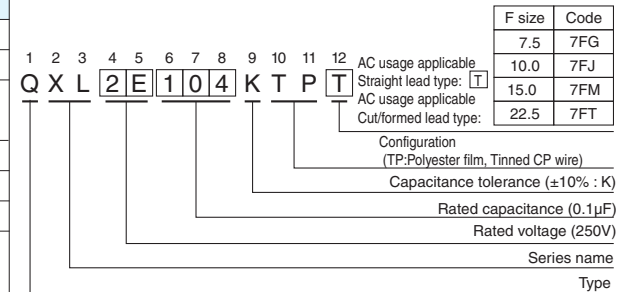 F size Code
7.5 7FG
10.0 7FJ
15.0 7FM
22.5 7FT
1 2 3 4 5 6 7 8 9 10 11 12
Q X L 2 E 1 0 4 K T P T
AC usage applicable
Straight lead type: T
AC usage applicable
Cut/formed lead type:
Configuration
(TP:Polyester film, Tinned CP wire)
Capacitance tolerance (±10% : K)
Rated capacitance (0.1μF)
Rated voltage (250V)
Series name
Type